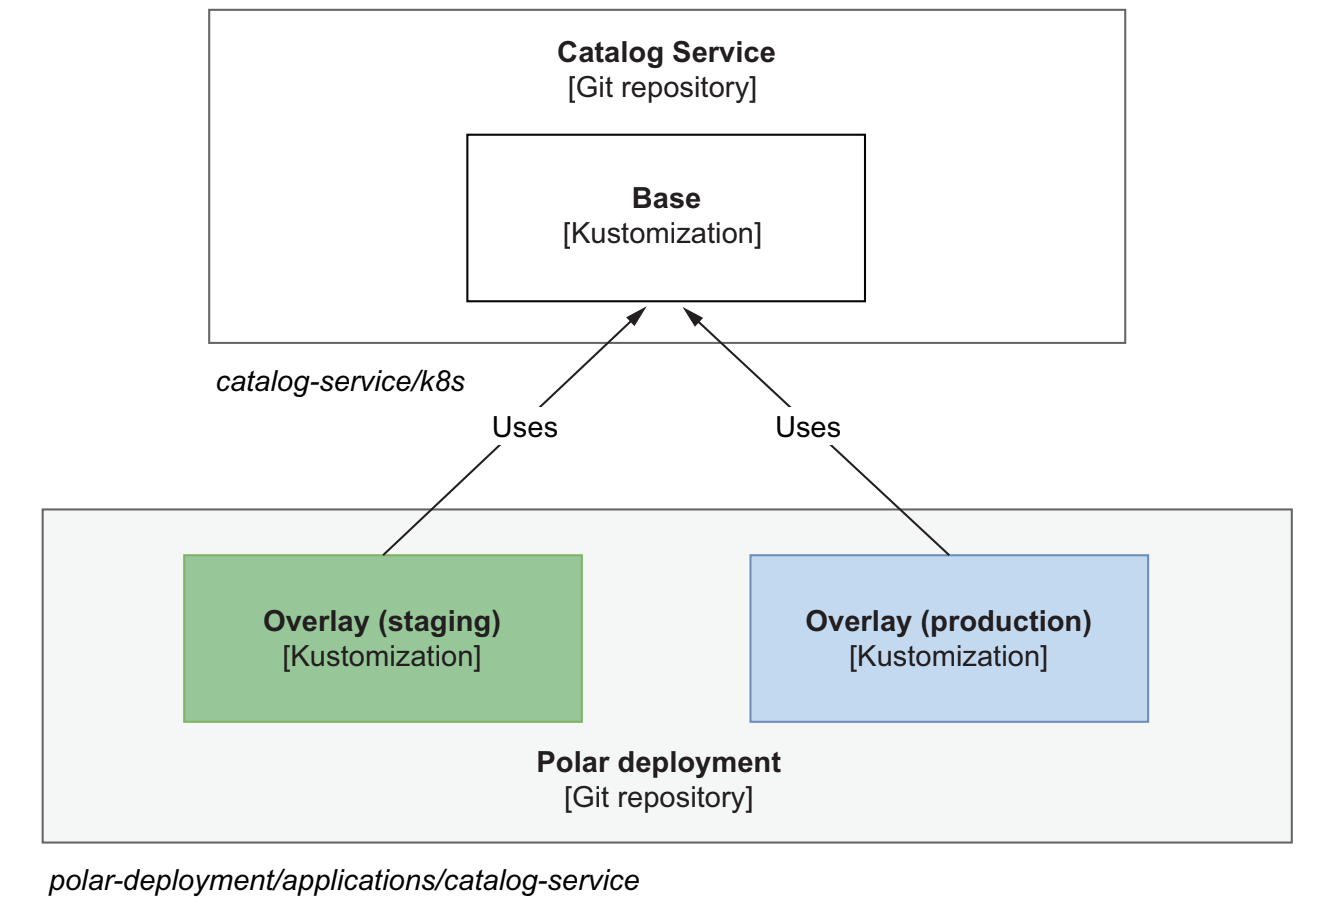 Catalog Service
[Git repository]
Base
[Kustomization]
catalog-service/k8s
Uses
Uses
Overlay (staging)
[Kustomization]
Overlay (production)
[Kustomization]
Polar deployment
[Git repository]
polar-deployment/applications/catalog-service